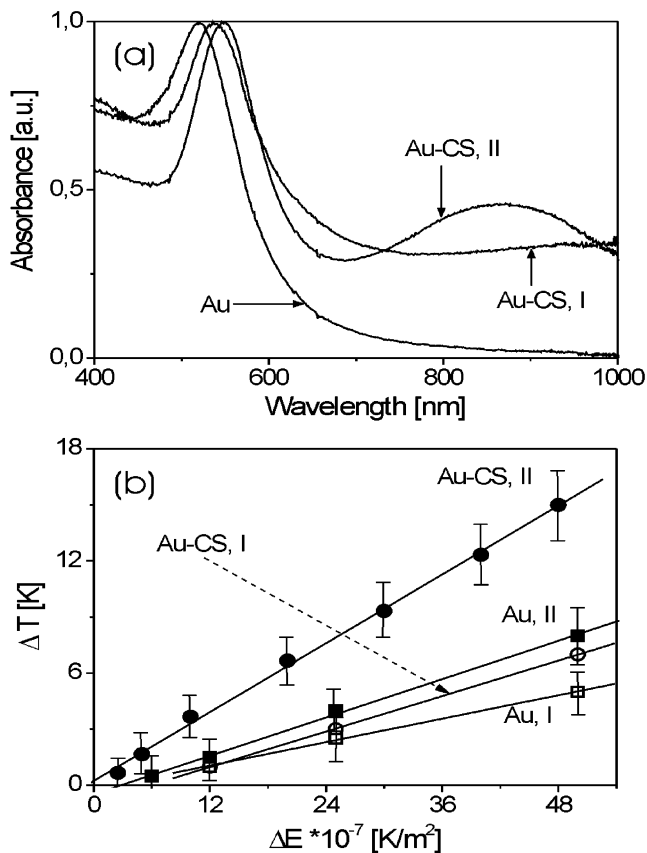 1,0
(a)
Absorbance [a.u.]
Au-CS, II
0,5
Au-CS, I
Au
0,0
400 600 800 1000
Wavelength [nm]
18
(b)
Au-CS, II
Au-CS, I
12
Δ T [K]
Au, II
6
Au, I
0
0 12 24 36 48
ΔE *10⁻⁷ [K/m²]